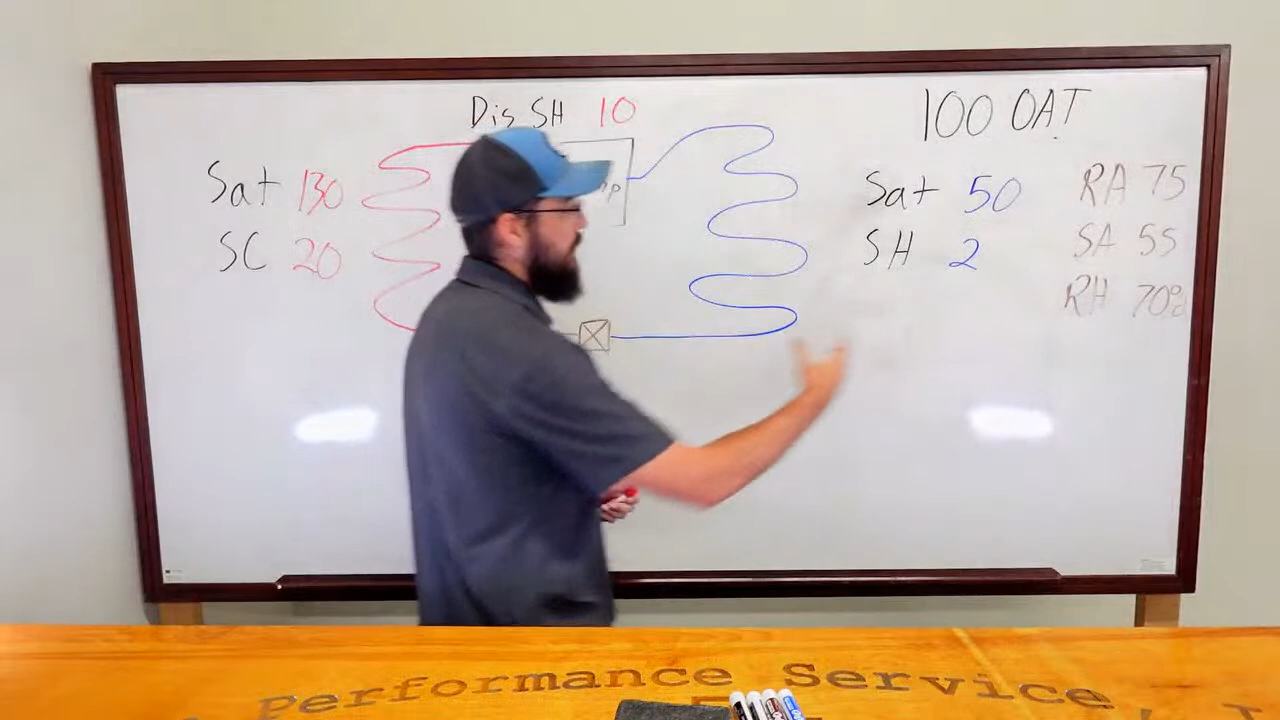 Dis SH 10
100 OAT
Sat 130
SC 20
Sat 50
SH 2
RA 75
SA 55
RH 70%
Performance Service, I